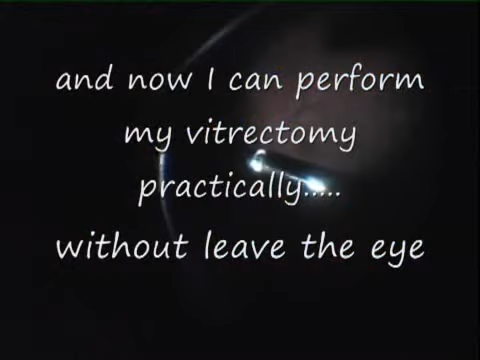 and now I can perform
my vitrectomy
practically.....
without leave the eye